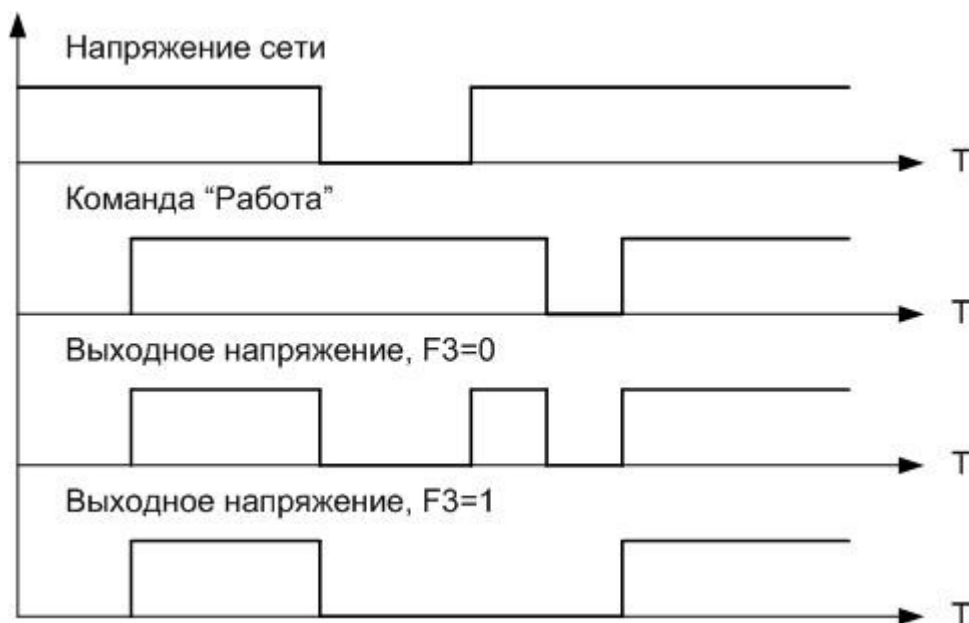 Напряжение сети
T
Команда “Работа”
T
Выходное напряжение, F3=0
T
Выходное напряжение, F3=1
T